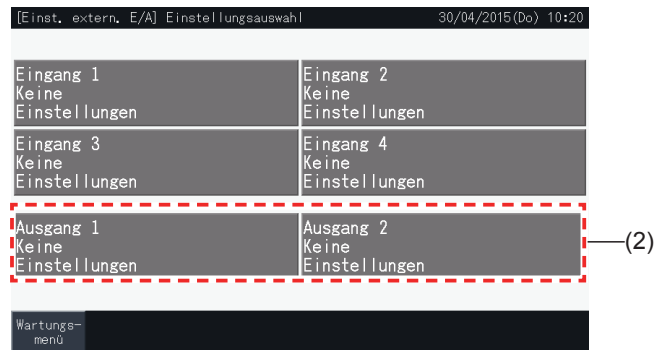 [Einst. extern. E/A] Einstellungsauswahl 30/04/2015(Do) 10:20
Eingang 1
Keine
Einstellungen
Eingang 2
Keine
Einstellungen
Eingang 3
Keine
Einstellungen
Eingang 4
Keine
Einstellungen
Ausgang 1
Keine
Einstellungen
Ausgang 2
Keine
Einstellungen
(2)
Wartungs-
menü